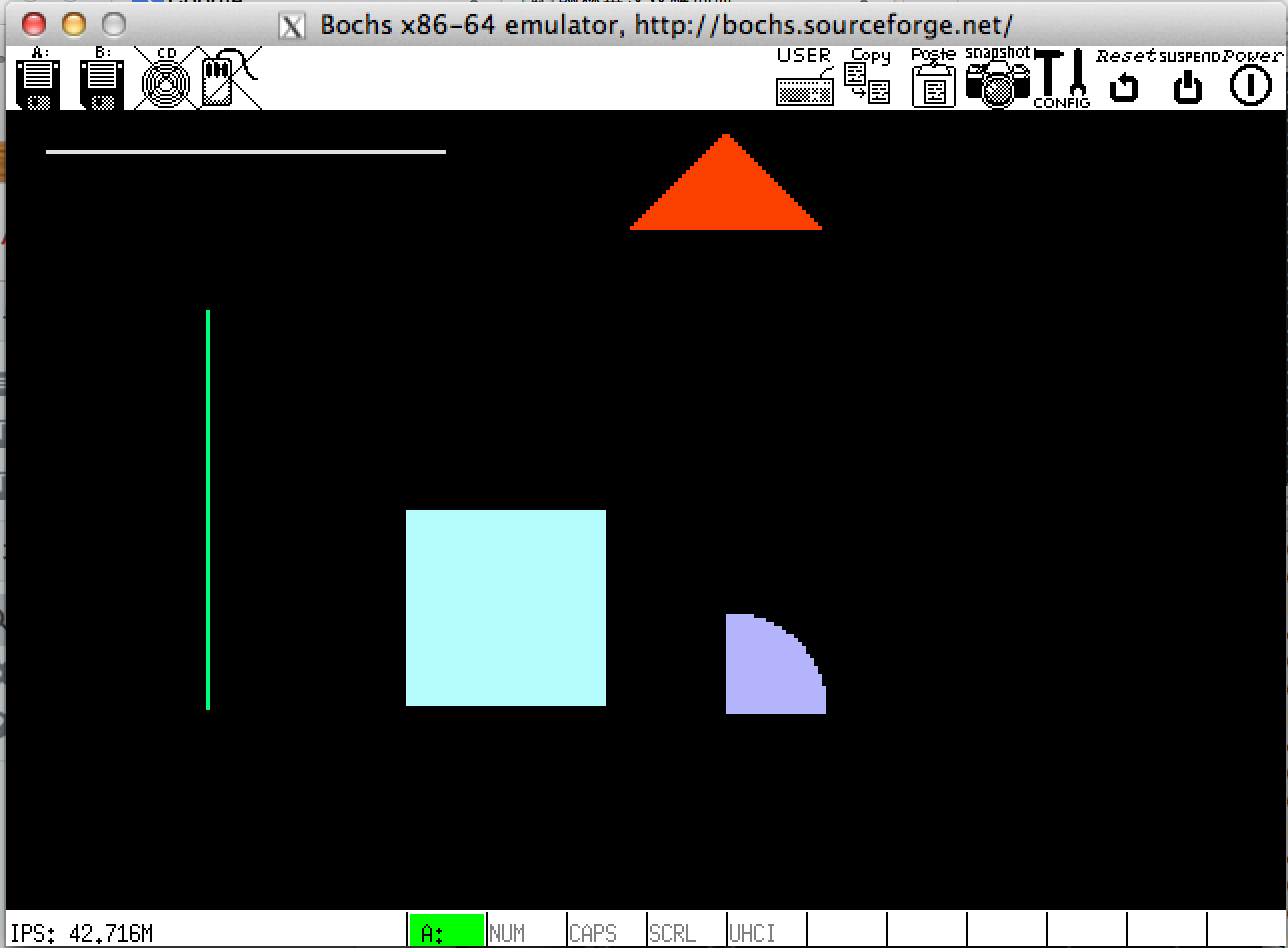 Bochs x86-64 emulator, http://bochs.sourceforge.net/
A: B: CD USER Copy Paste snapshot CONFIG Reset SUSPEND Power
IPS: 42.716M A: NUM CAPS SCRL UHCI